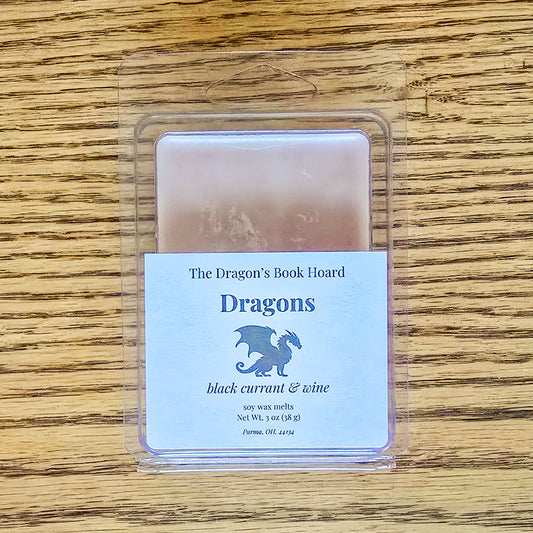 The Dragon's Book Hoard
Dragons
black currant & wine
soy wax melts
Net Wt. 3 oz (38 g)
Parma, OH, 44134